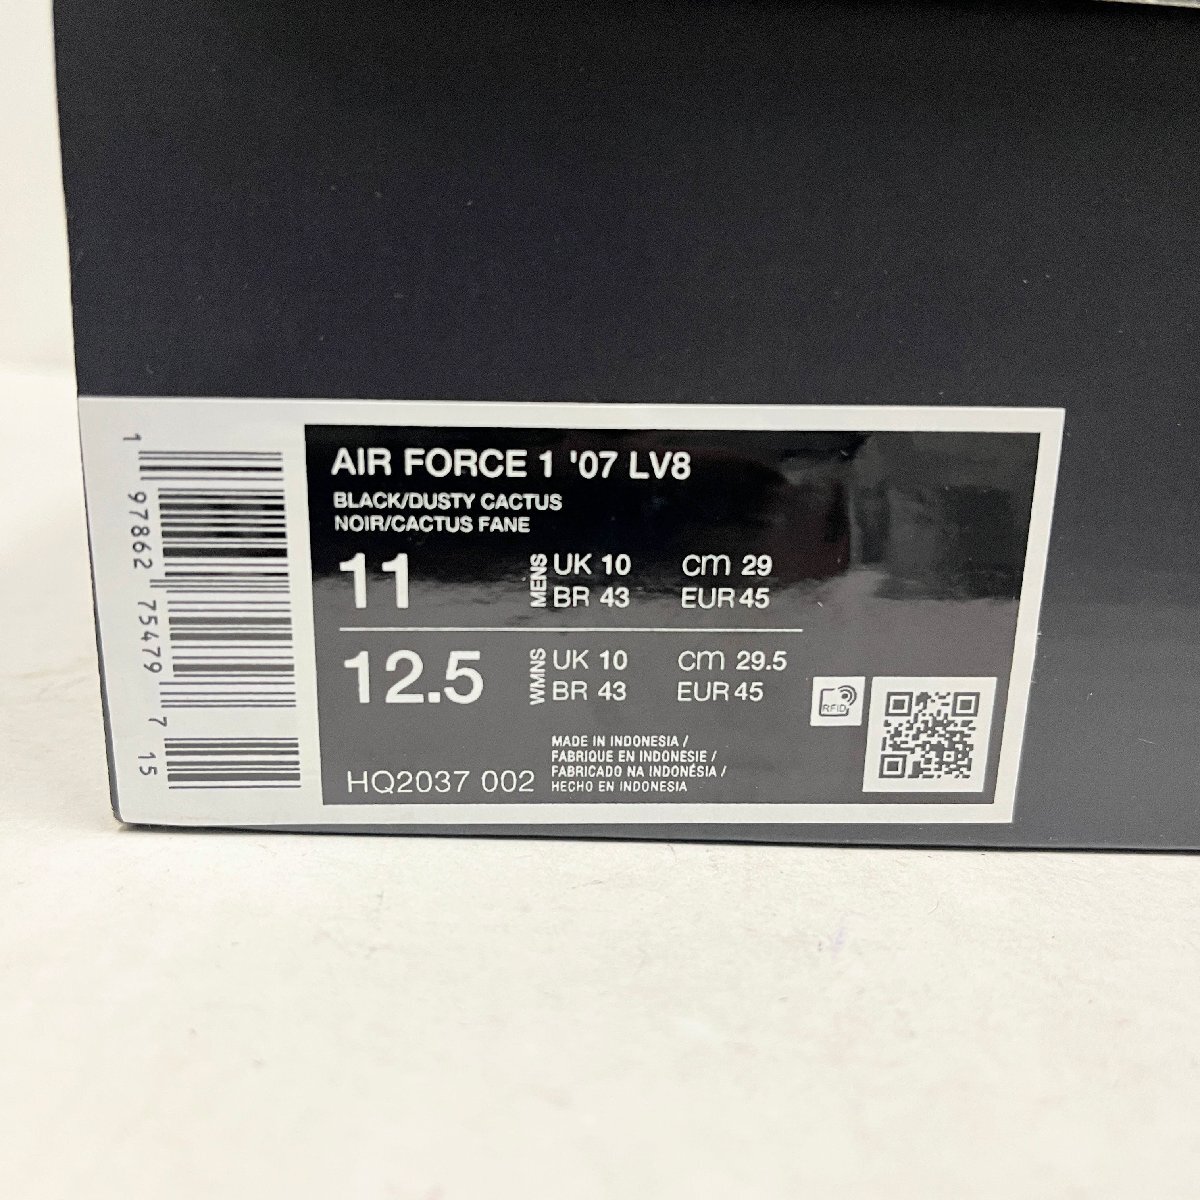 AIR FORCE 1 '07 LV8
BLACK/DUSTY CACTUS
NOIR/CACTUS FANE
11 MENS UK 10 cm 29
BR 43 EUR 45
12.5 WMNS UK 10 cm 29.5
BR 43 EUR 45
RFID
HQ2037 002
MADE IN INDONESIA /
FABRIQUE EN INDONESIE /
FABRICADO NA INDONÉSIA /
HECHO EN INDONESIA
1 97862 75479 7 15